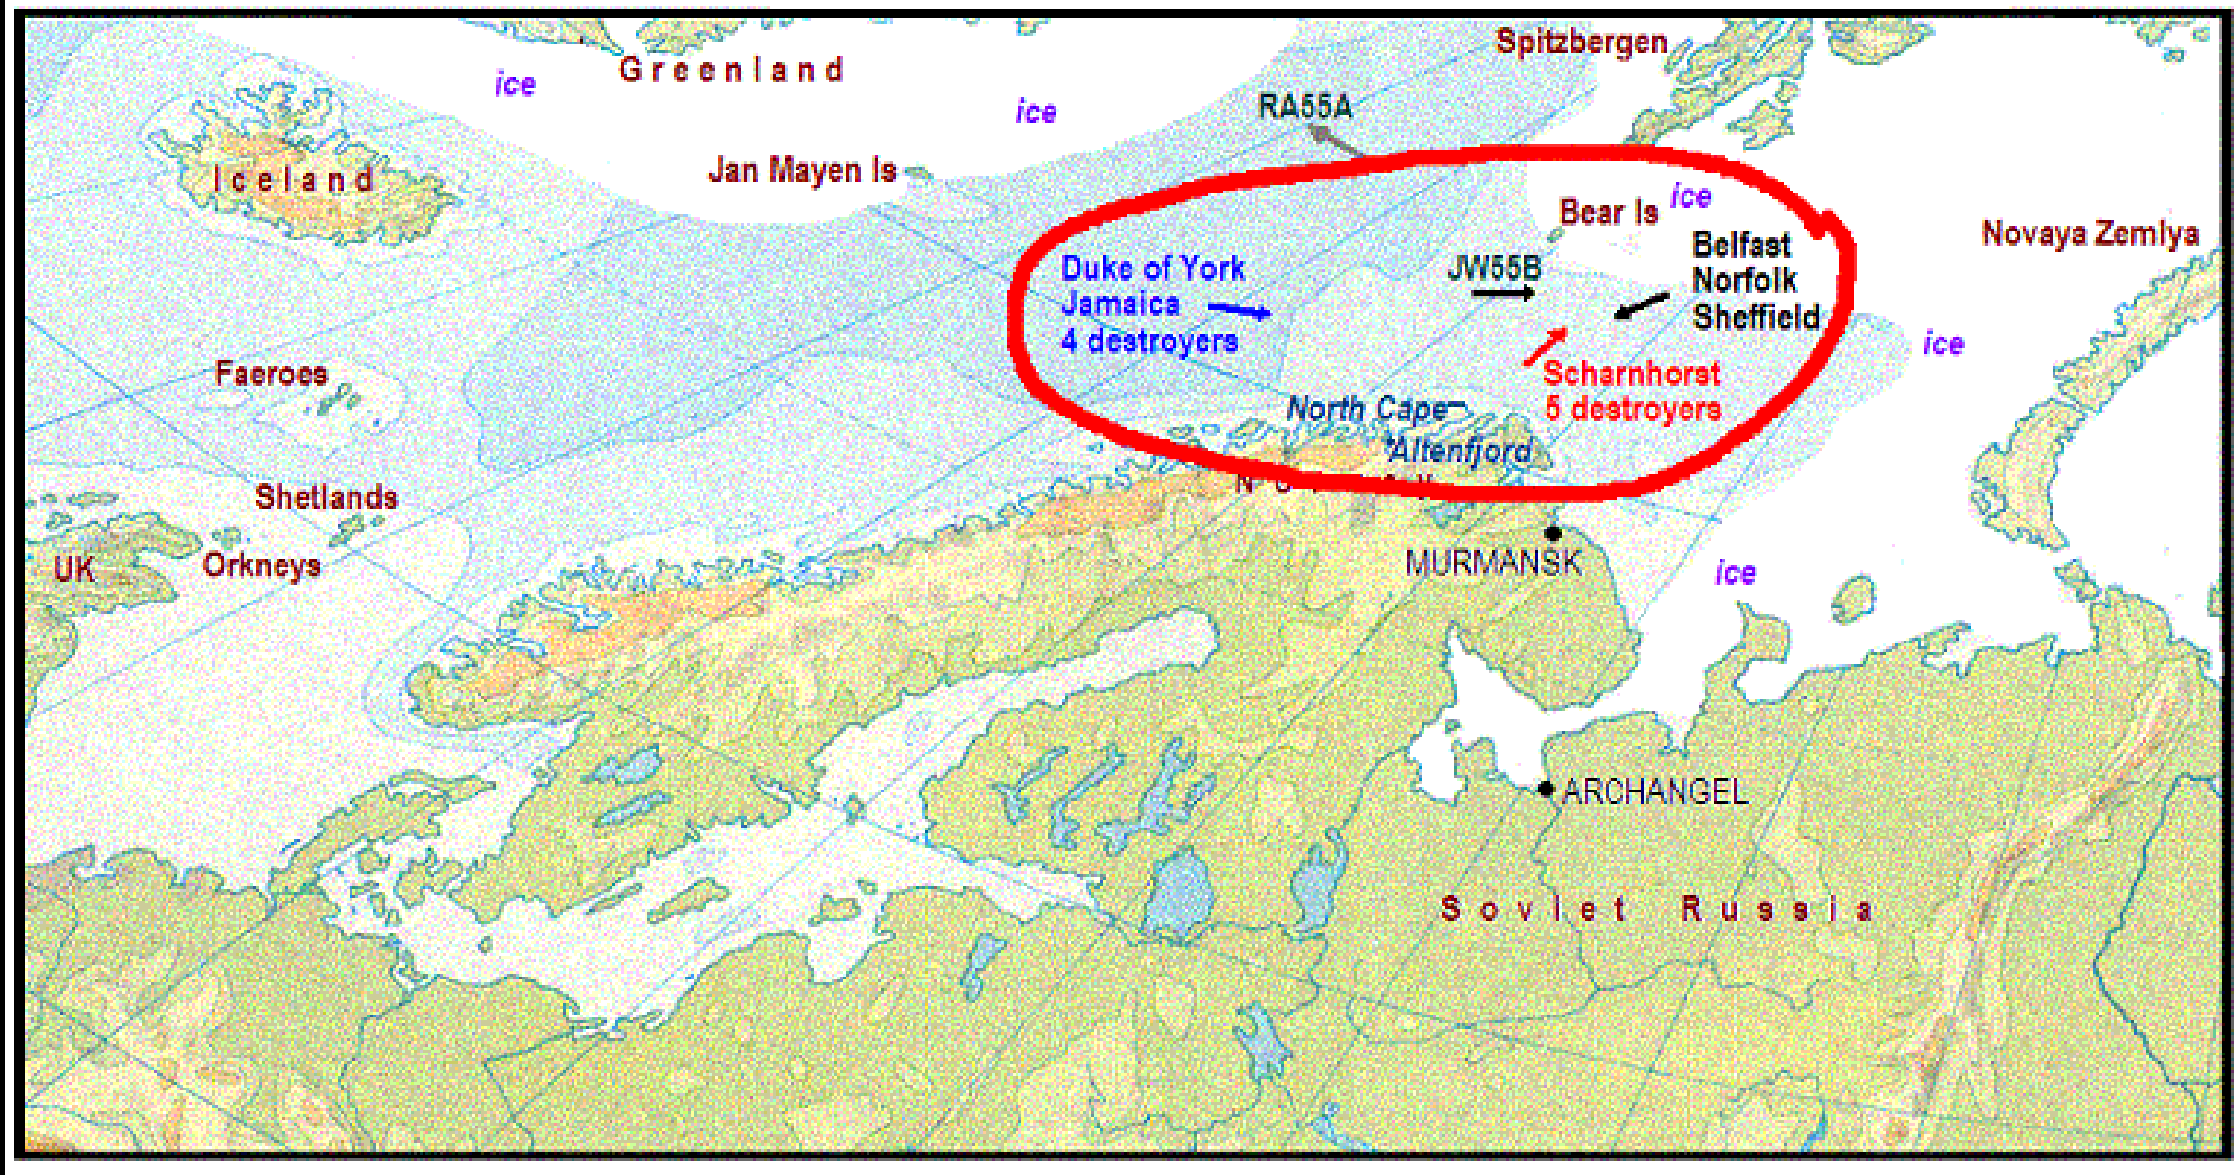 Spitzbergen
Greenland
ice
ice
RA55A
Jan Mayen Is
Iceland
ice
Bear Is
Novaya Zemlya
Belfast
Norfolk
Sheffield
JW55B
Duke of York
Jamaica
4 destroyers
ice
Faeroes
Scharnhorst
5 destroyers
North Cape
Altenfjord
Shetlands
UK
Orkneys
MURMANSK
ice
ARCHANGEL
Soviet Russia